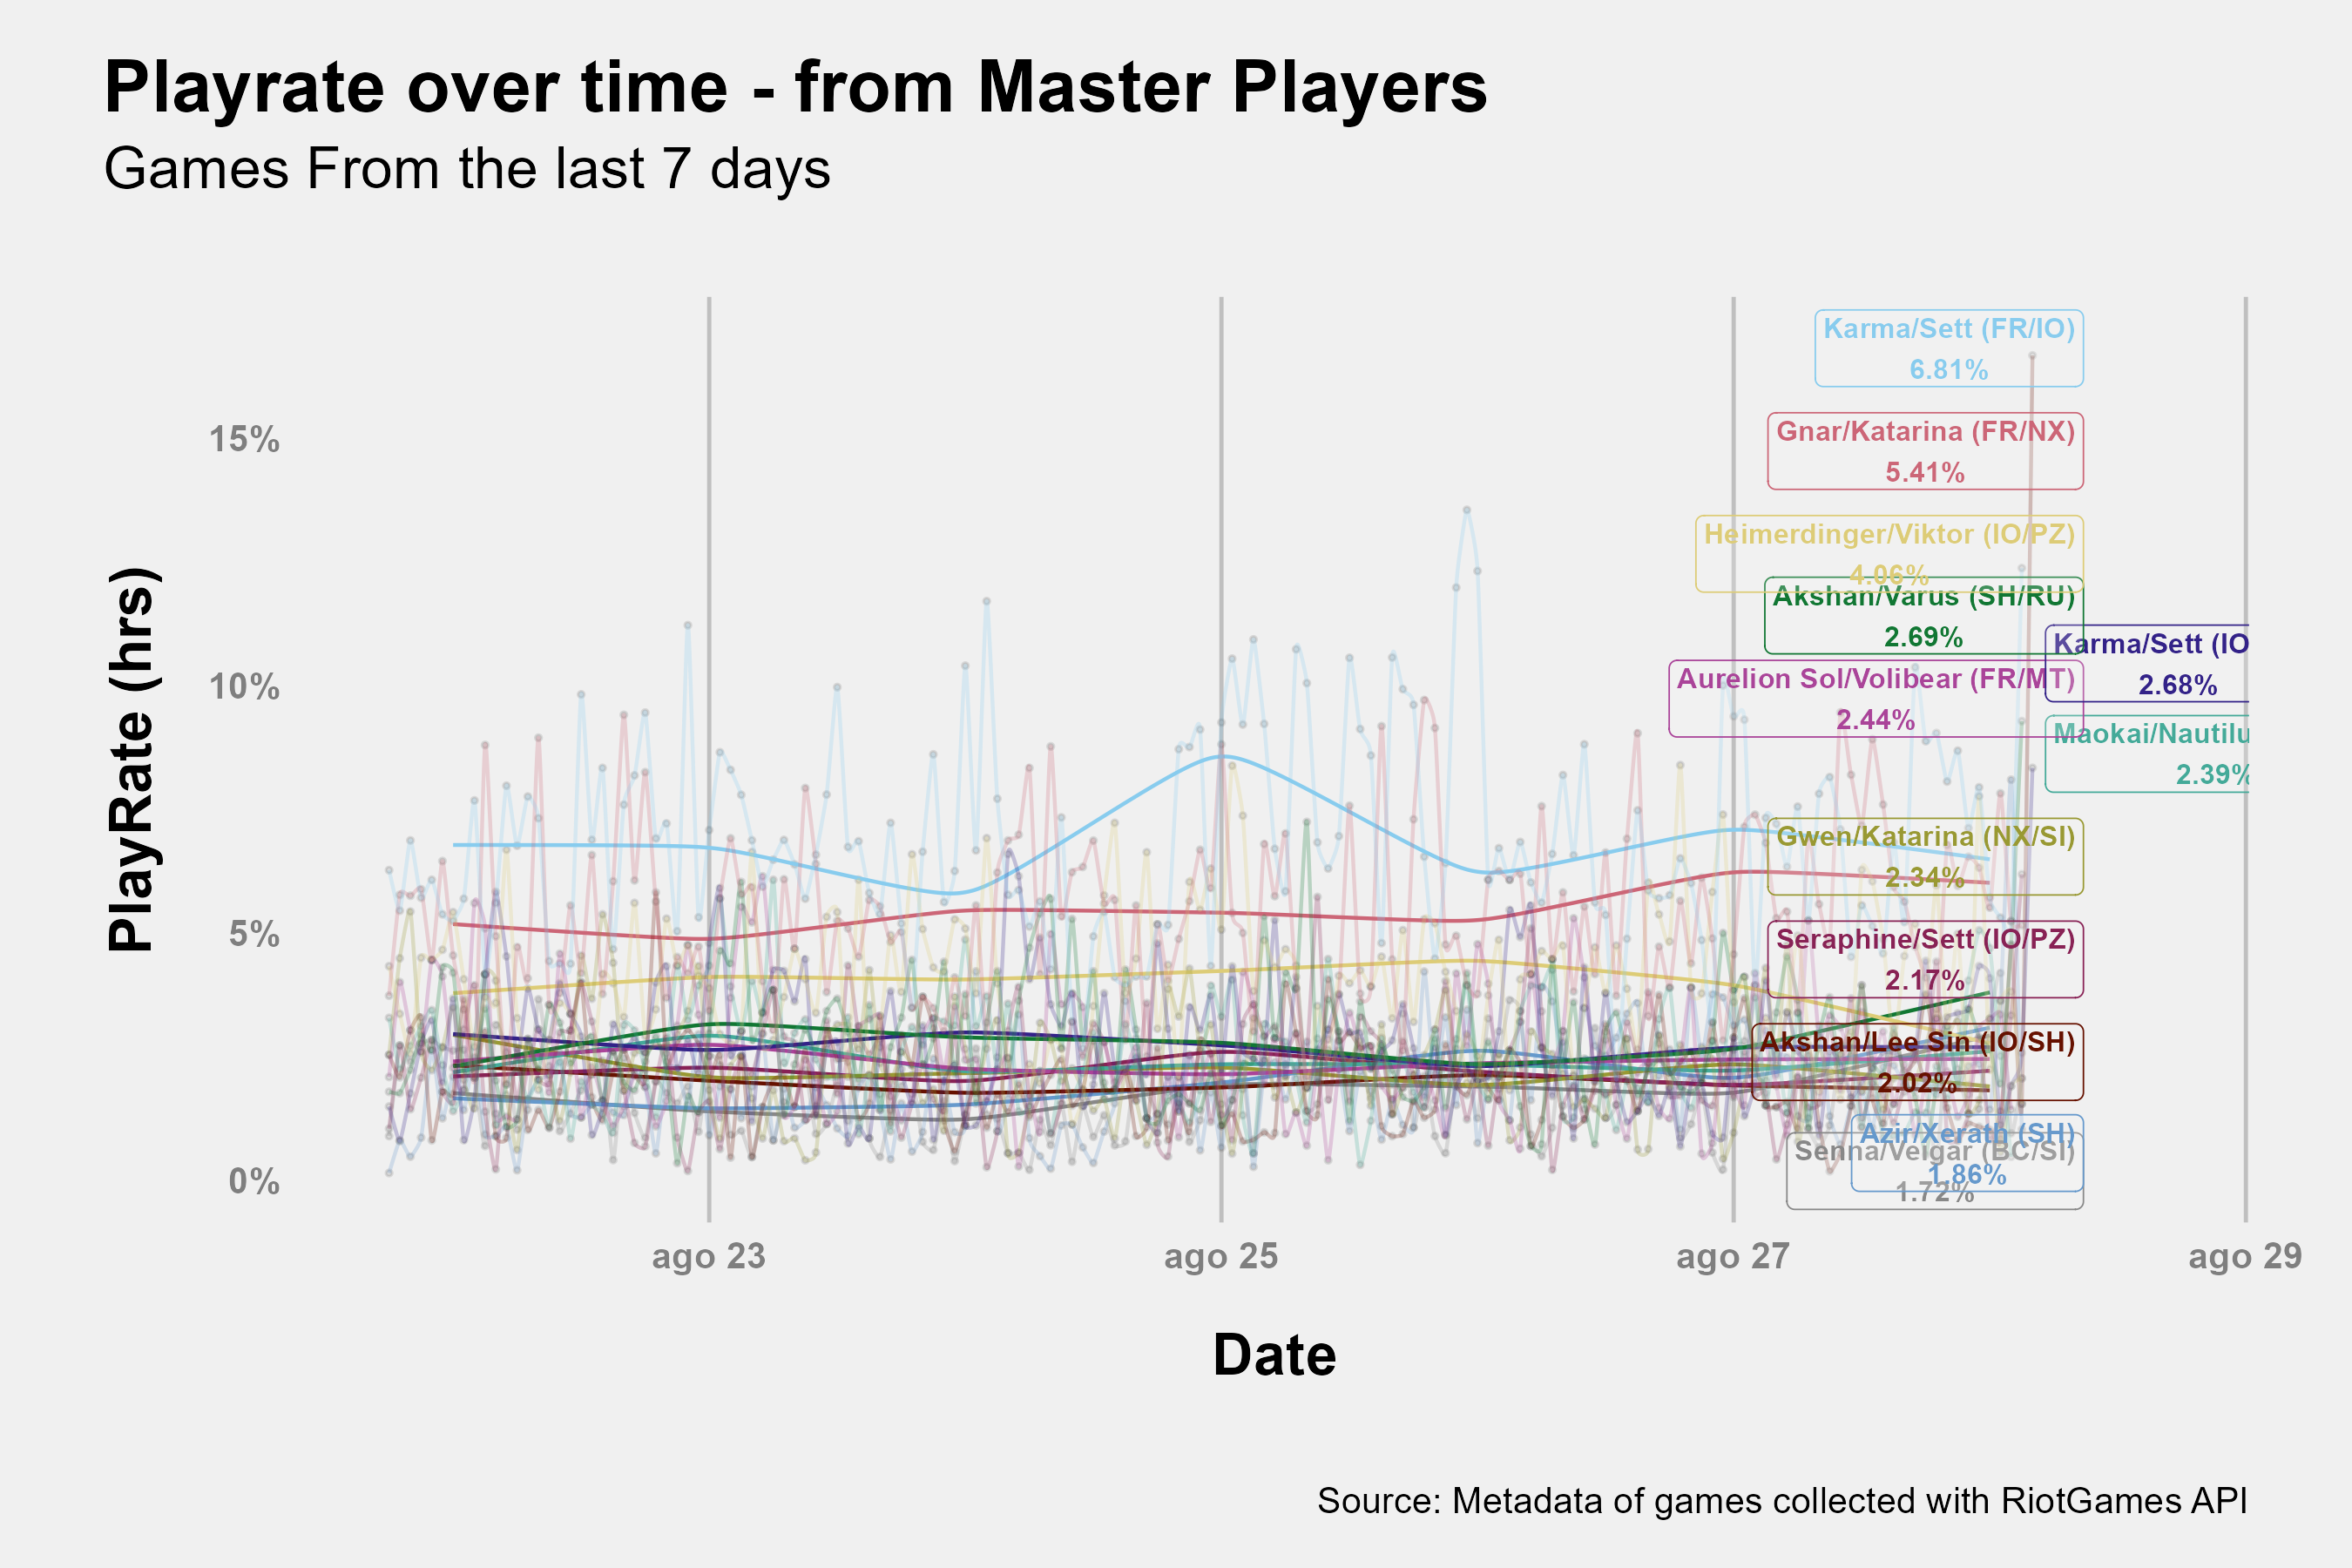 Playrate over time - from Master Players
Games From the last 7 days
PlayRate (hrs)
15%
10%
5%
0%
Karma/Sett (FR/IO)
6.81%
Gnar/Katarina (FR/NX)
5.41%
Heimerdinger/Viktor (IO/PZ)
4.06%
Akshan/Varus (SH/RU)
2.69%
Karma/Sett (IO
2.68%
Aurelion Sol/Volibear (FR/MT)
2.44%
Maokai/Nautilu
2.39%
Gwen/Katarina (NX/SI)
2.34%
Seraphine/Sett (IO/PZ)
2.17%
Akshan/Lee Sin (IO/SH)
2.02%
Azir/Xerath (SH)
1.86%
Senna/Veigar (BC/SI)
1.72%
ago 23
ago 25
ago 27
ago 29
Date
Source: Metadata of games collected with RiotGames API